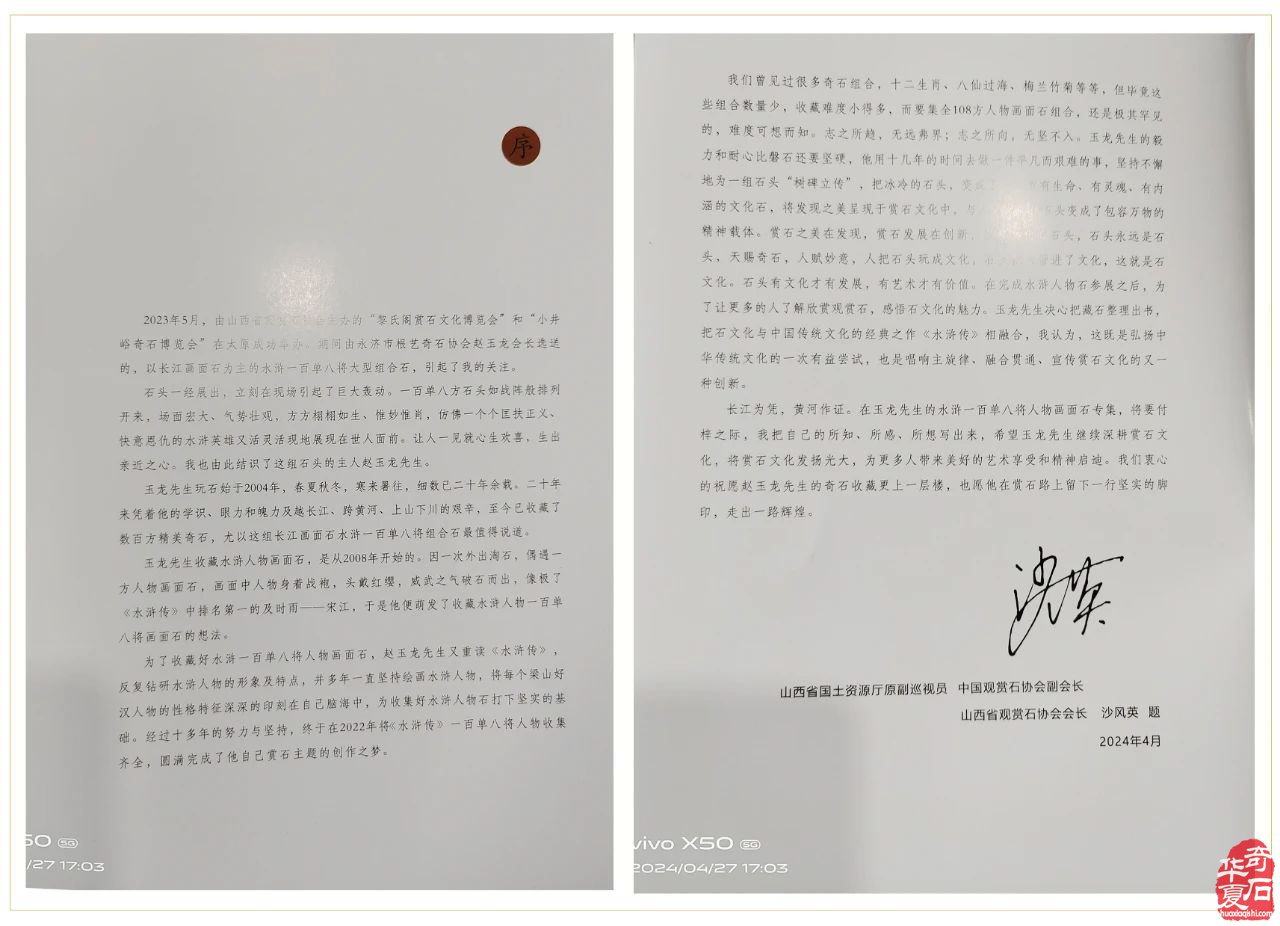 序
2023年5月，由山西省观赏石协会主办的“黎氏阁赏石文化博览会”和“小井
峪奇石博览会”在太原成功举办。期间由永济市根艺奇石协会赵玉龙会长选送
的，以长江画面石为主的水浒一百单八将大型组合石，引起了我的关注。
石头一经展出，立刻在现场引起了巨大轰动。一百单八方石头如战阵般排列
开来，场面宏大、气势壮观，方方栩栩如生、惟妙惟肖，仿佛一个个匡扶正义、
快意恩仇的水浒英雄又活灵活现地展现在世人面前。让人一见就心生欢喜，生出
亲近之心。我也由此结识了这组石头的主人赵玉龙先生。
玉龙先生玩石始于2004年，春夏秋冬，寒来暑往，细数已二十年余载。二十年
来凭着他的学识、眼力和魄力及越长江、跨黄河、上山下川的艰辛，至今已收藏了
数百方精美奇石，尤以这组长江画面石水浒一百单八将组合石最值得说道。
玉龙先生收藏水浒人物画面石，是从2008年开始的。因一次外出淘石，偶遇一
方人物画面石，画面中人物身着战袍，头戴红缨，威武之气破石而出，像极了
《水浒传》中排名第一的及时雨——宋江，于是他便萌发了收藏水浒人物一百单
八将画面石的想法。
为了收藏好水浒一百单八将人物画面石，赵玉龙先生又重读《水浒传》，
反复钻研水浒人物的形象及特点，并多年一直坚持绘画水浒人物，将每个梁山好
汉人物的性格特征深深的印刻在自己脑海中，为收集好水浒人物石打下坚实的基
础。经过十多年的努力与坚持，终于在2022年将《水浒传》一百单八将人物收集
齐全，圆满完成了他自己赏石主题的创作之梦。
50 5G
/27 17:03
我们曾见过很多奇石组合，十二生肖、八仙过海、梅兰竹菊等等，但毕竟这
些组合数量少，收藏难度小得多，而要集全108方人物画面石组合，还是极其罕见
的，难度可想而知。志之所趋，无远弗界；志之所向，无坚不入。玉龙先生的毅
力和耐心比磐石还要坚硬，他用十几年的时间去做一件平凡而艰难的事，坚持不懈
地为一组石头“树碑立传”，把冰冷的石头，变成了有生命、有灵魂、有内
涵的文化石，将发现之美呈现于赏石文化中，与石头变成了包容万物的
精神载体。赏石之美在发现，赏石发展在创新，石头，石头永远是石
头，天赐奇石，人赋妙意，人把石头玩成文化，进了文化，这就是石
文化。石头有文化才有发展，有艺术才有价值。在完成水浒人物石参展之后，为
了让更多的人了解欣赏观赏石，感悟石文化的魅力。玉龙先生决心把藏石整理出书，
把石文化与中国传统文化的经典之作《水浒传》相融合，我认为，这既是弘扬中
华传统文化的一次有益尝试，也是唱响主旋律、融合贯通、宣传赏石文化的又一
种创新。
长江为凭，黄河作证。在玉龙先生的水浒一百单八将人物画面石专集，将要付
梓之际，我把自己的所知、所感、所想写出来，希望玉龙先生继续深耕赏石文
化，将赏石文化发扬光大，为更多人带来美好的艺术享受和精神启迪。我们衷心
的祝愿赵玉龙先生的奇石收藏更上一层楼，也愿他在赏石路上留下一行坚实的脚
印，走出一路辉煌。
山西省国土资源厅原副巡视员 中国观赏石协会副会长
山西省观赏石协会会长 沙风英 题
2024年4月
vivo X50 5G
2024/04/27 17:03
华夏奇石
huaxiaqishi.com